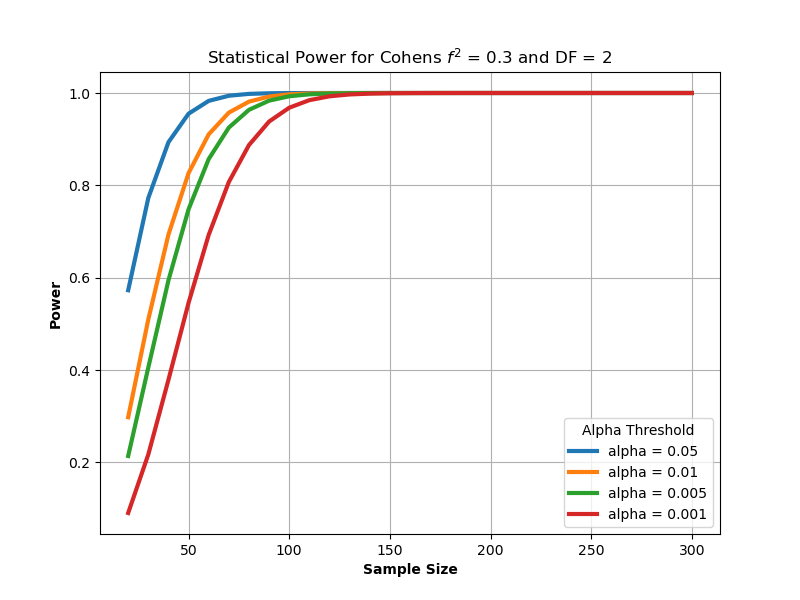 Statistical Power for Cohens $f^2$ = 0.3 and DF = 2
1.0
0.8
0.6
0.4
0.2
Power
50
100
150
200
250
300
Sample Size
Alpha Threshold
alpha = 0.05
alpha = 0.01
alpha = 0.005
alpha = 0.001